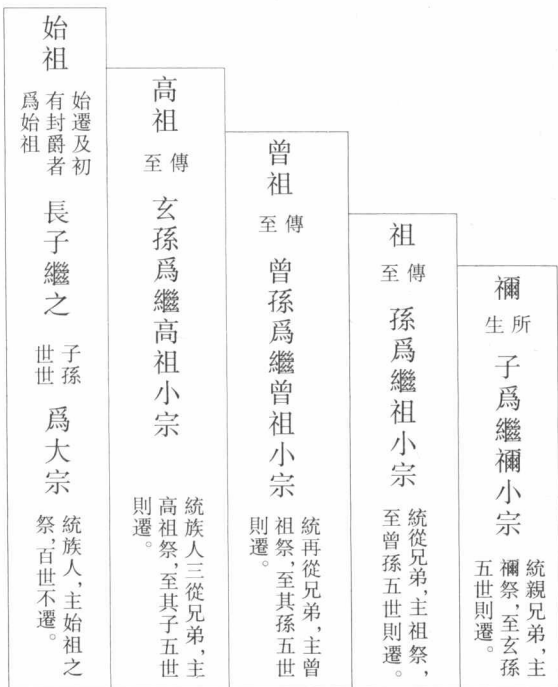 禰
所
生
子爲繼禰小宗
統親兄弟,主
禰祭,至玄孫
五世則遷。
祖
傳
至
孫爲繼祖小宗
統從兄弟,主祖祭,
至曾孫五世則遷。
曾祖
傳
至
曾孫爲繼曾祖小宗
統再從兄弟,主曾
祖祭,至其孫五世
則遷。
高祖
傳
至
玄孫爲繼高祖小宗
統族人三從兄弟,主
高祖祭,至其子五世
則遷。
始祖
始遷及初
有封爵者
爲始祖
長子繼之
子孫
世世
爲大宗
統族人,主始祖之
祭,百世不遷。